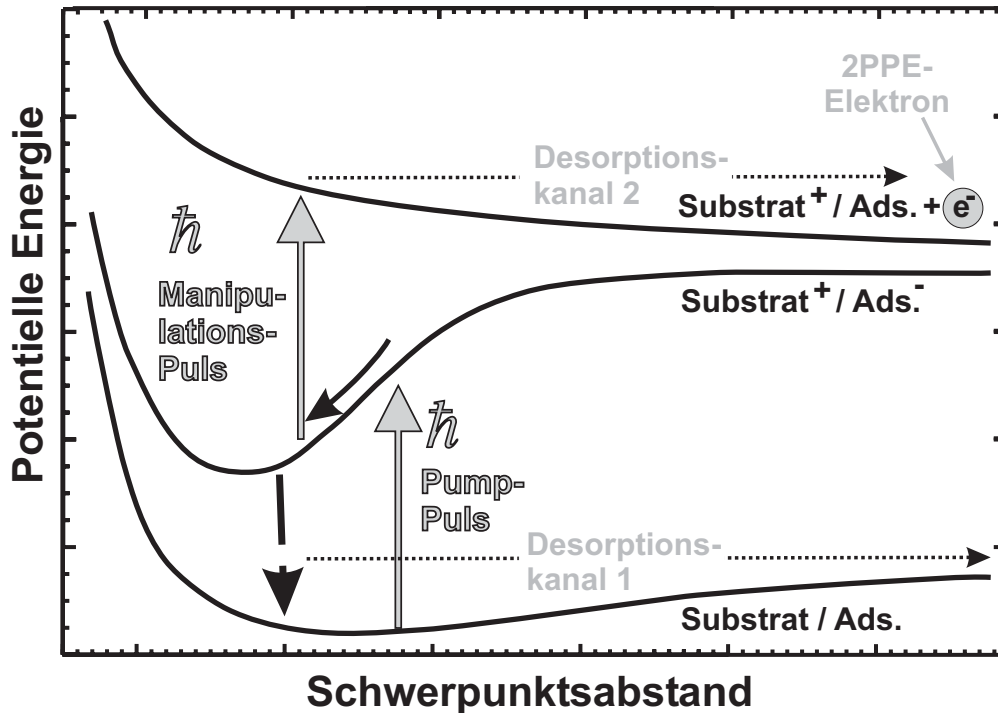 Potentielle Energie
2PPE-
Elektron
Desorptions-
kanal 2
Substrat⁺ / Ads. + e⁻
ℏ
Manipu-
lations-
Puls
Substrat⁺ / Ads.⁻
ℏ
Pump-
Puls
Desorptions-
kanal 1
Substrat / Ads.
Schwerpunktsabstand